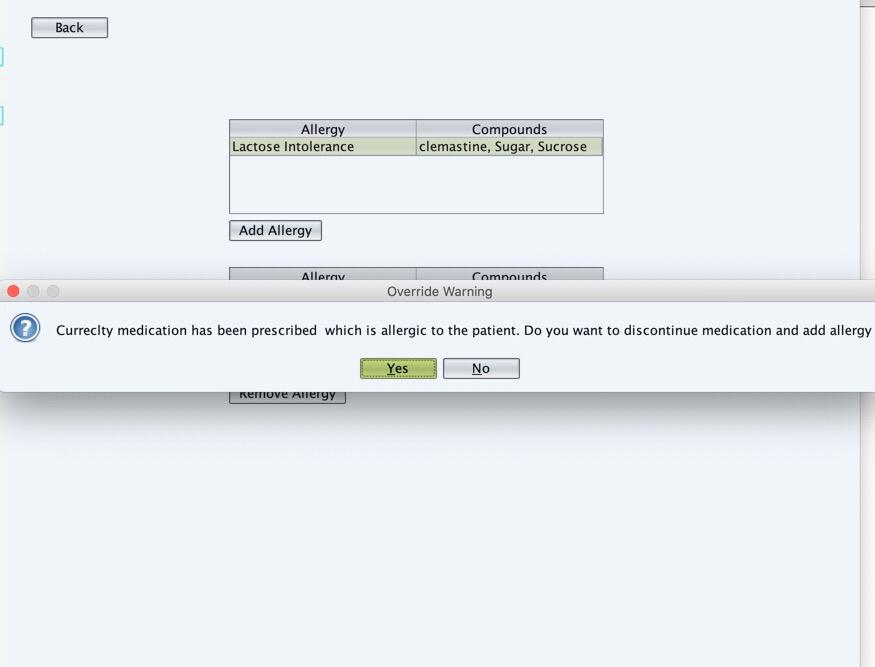 Back
Allergy Compounds
Lactose Intolerance clemastine, Sugar, Sucrose
Add Allergy
Allergy Compounds
Override Warning
Curreclty medication has been prescribed  which is allergic to the patient. Do you want to discontinue medication and add allergy
Yes No
Remove Allergy